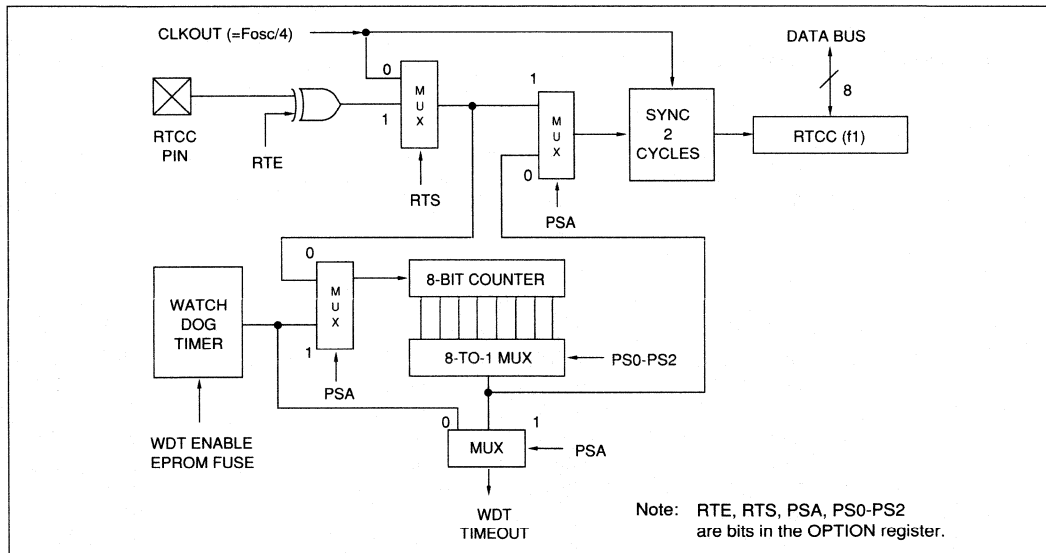 CLKOUT (=Fosc/4)
DATA BUS
0
1
8
M U X
M U X
SYNC
2
CYCLES
RTCC (f1)
1
0
RTCC
PIN
RTE
RTS
PSA
0
WATCH
DOG
TIMER
M U X
8-BIT COUNTER
1
8-TO-1 MUX
PS0-PS2
PSA
0
1
WDT ENABLE
EPROM FUSE
MUX
PSA
WDT
TIMEOUT
Note: RTE, RTS, PSA, PS0-PS2
are bits in the OPTION register.